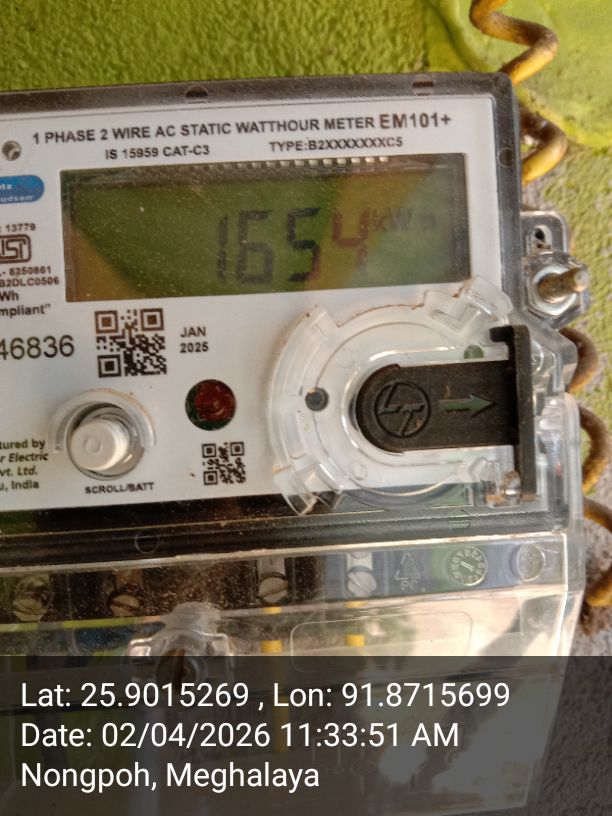 1 PHASE 2 WIRE AC STATIC WATTHOUR METER EM101+
IS 15959 CAT-C3 TYPE:B2XXXXXXXC5
13779
1654 kWh
8250861
B2DLC0506
Wh
mpliant"
46836
JAN
2025
tured by
r Electric
vt. Ltd.
u, India
SCROLL/BATT
LT
Lat: 25.9015269 , Lon: 91.8715699
Date: 02/04/2026 11:33:51 AM
Nongpoh, Meghalaya